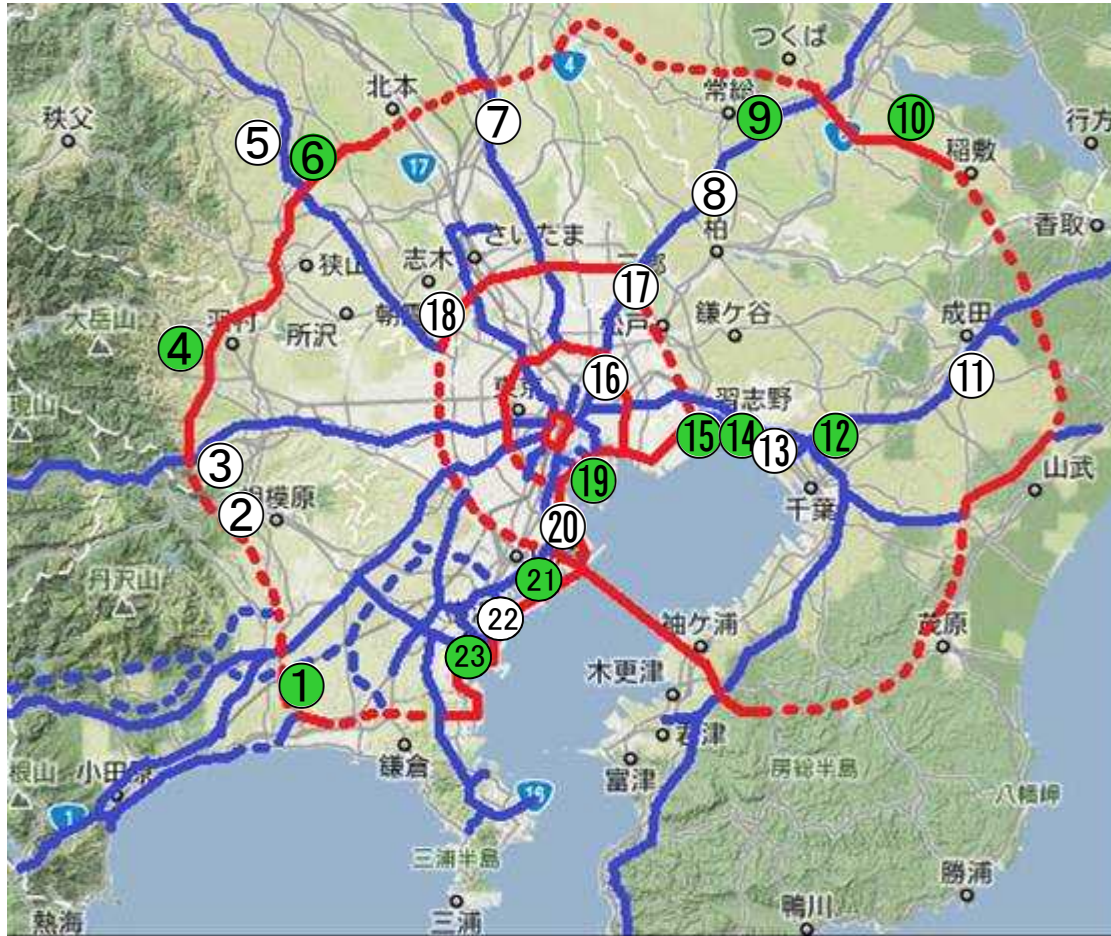 つくば
4
北本
常総
⑦
⑨
⑩
秩父
⑤
6
行方
⑥
17
稲敷
⑧
柏
香取
さいたま
志木
狭山
⑰
大岳山
⑱
所沢
松戸
鎌ケ谷
成田
④
⑯
⑪
東京
習志野
⑮
⑭
⑬
⑫
③
山武
⑲
千葉
②
相模原
⑳
丹沢山
㉑
㉒
袖ケ浦
茂原
㉓
木更津
①
君津
鎌倉
富津
房総半島
小田原
16
八幡岬
1
三浦半島
勝浦
熱海
三浦
鴨川